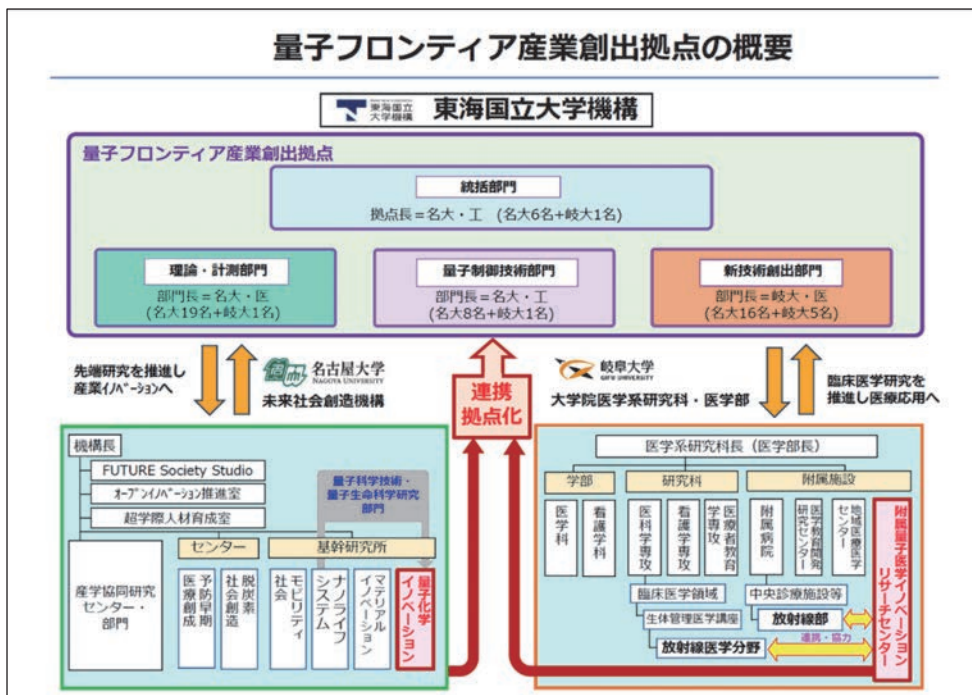 量子フロンティア産業創出拠点の概要
東海国立
大学機構
東海国立大学機構
量子フロンティア産業創出拠点
統括部門
拠点長＝名大・工 (名大6名+岐大1名)
理論・計測部門
部門長＝名大・医
(名大19名+岐大1名)
量子制御技術部門
部門長＝名大・工
(名大8名+岐大1名)
新技術創出部門
部門長＝岐大・医
(名大16名+岐大5名)
先端研究を推進し
産業ｲﾉﾍﾞｰｼｮﾝへ
名古屋大学
NAGOYA UNIVERSITY
未来社会創造機構
連携
拠点化
岐阜大学
GIFU UNIVERSITY
大学院医学系研究科・医学部
臨床医学研究を
推進し医療応用へ
機構長
FUTURE Society Studio
ｵｰﾌﾟﾝｲﾉﾍﾞｰｼｮﾝ推進室
超学際人材育成室
量子科学技術・
量子生命科学研究
部門
センター
基幹研究所
産学協同研究
センター・
部門
予防早期
医療創成
脱炭素
社会創造
モビリティ
社会
ナノライフ
システム
マテリアル
イノベーション
量子化学
イノベーション
医学系研究科長（医学部長）
学部
研究科
附属施設
医学科
看護学科
医科学専攻
看護学専攻
医療者教育
学専攻
附属病院
医学教育開発
研究センター
地域医療医学
センター
附属量子医学イノベーション
リサーチセンター
臨床医学領域
生体管理医学講座
放射線医学分野
中央診療施設等
放射線部
連携・協力